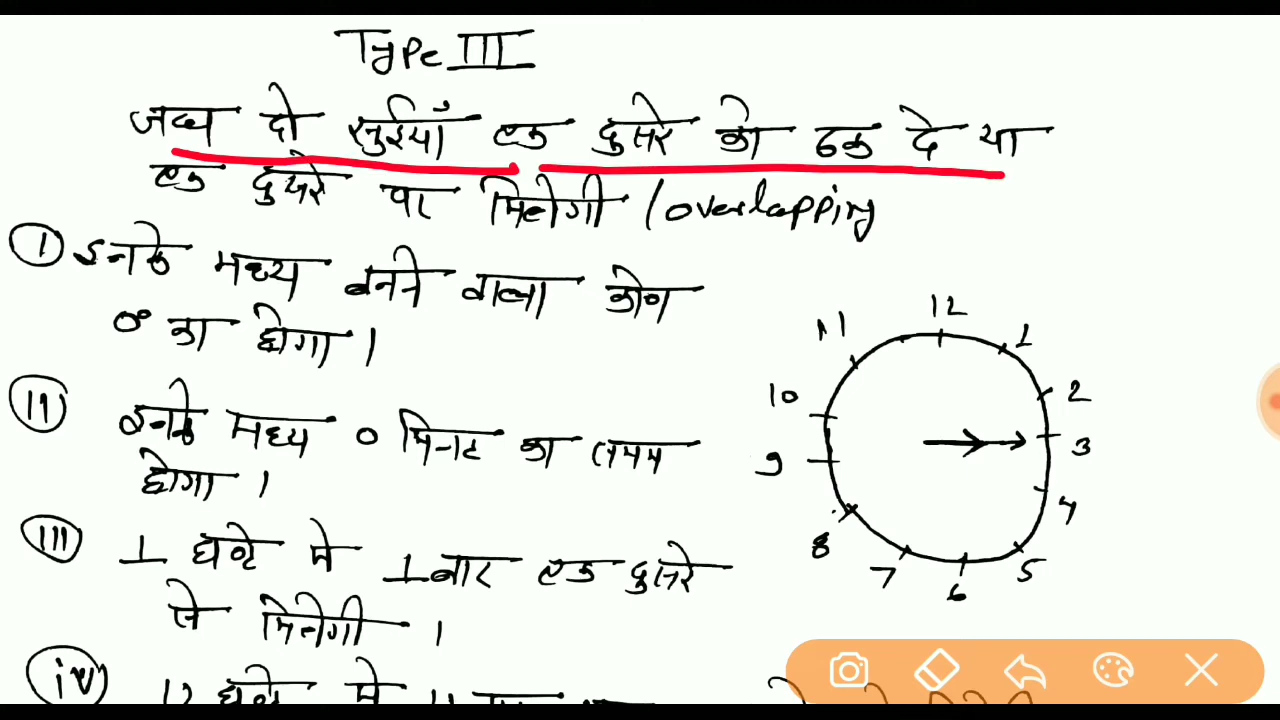 Type III
जब दो सुईयाँ एक दुसरे को ढक दे या
एक दुसरे पर मिलेगी / overlapping
(I) इनके मध्य बनने वाला कोण
0° का होगा ।
(II) इनके मध्य 0 मिनट का समय
होगा ।
(III) 1 घण्टे मे 1 बार एक दुसरे
से मिलेगी ।
(iv) घण्टे मे
12
1
2
3
4
5
6
7
8
9
10
11